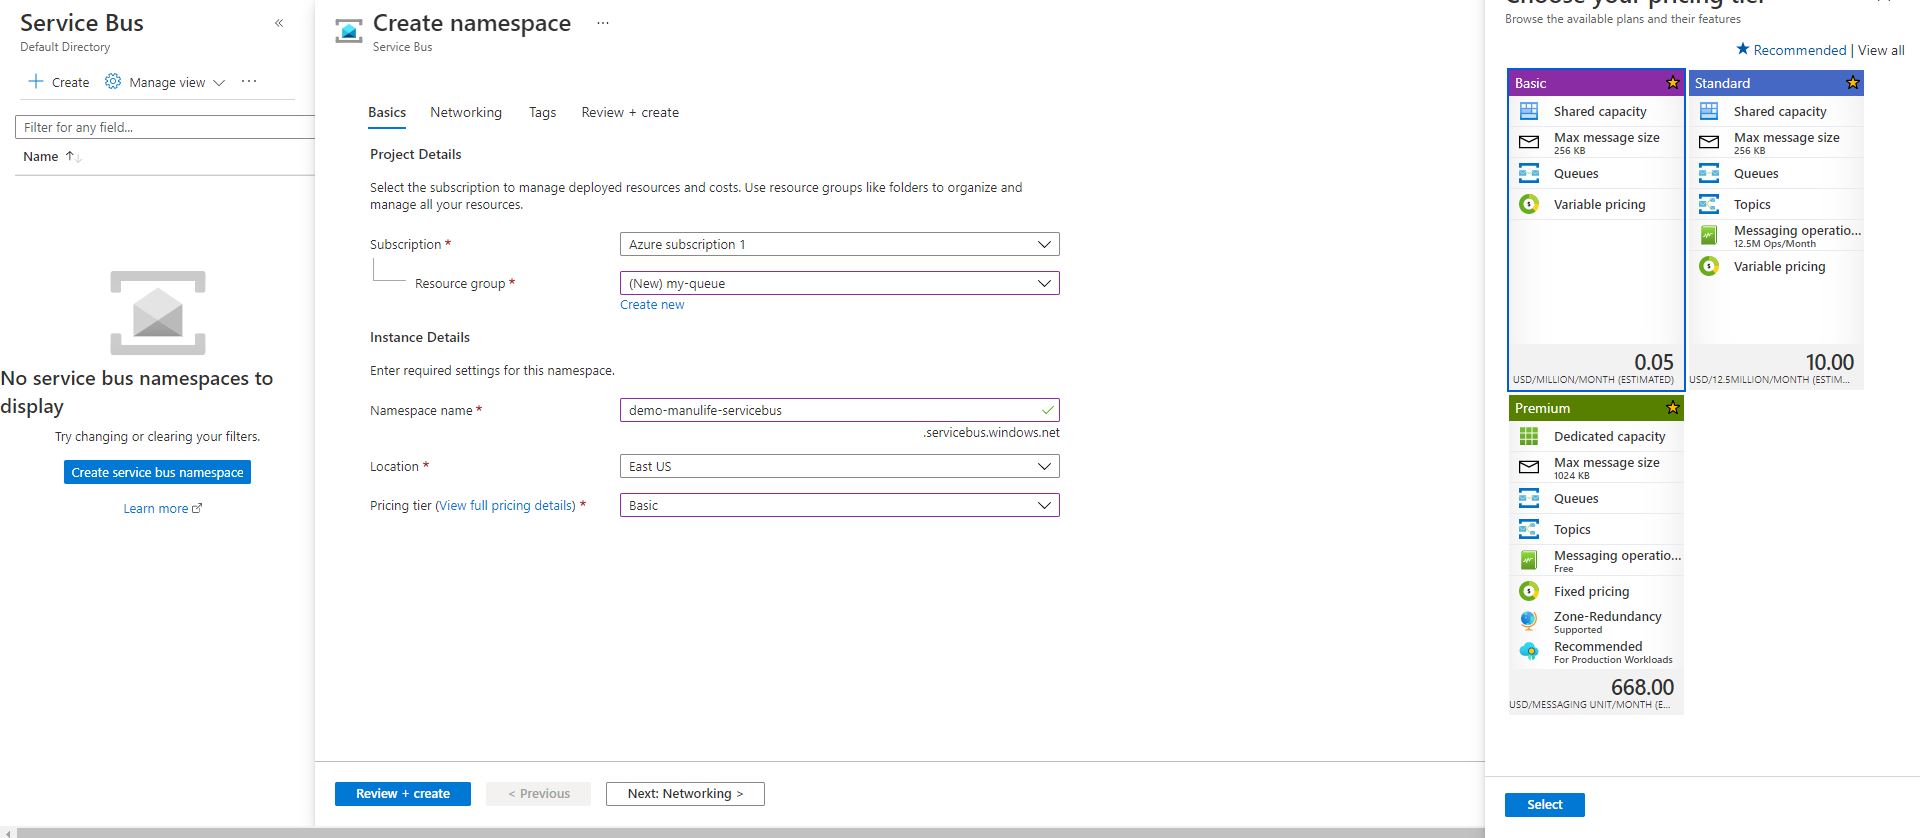 Service Bus
«
Default Directory
Create
Manage view
···
Filter for any field...
Name
No service bus namespaces to
display
Try changing or clearing your filters.
Create service bus namespace
Learn more
Create namespace
···
Service Bus
Basics
Networking
Tags
Review + create
Project Details
Select the subscription to manage deployed resources and costs. Use resource groups like folders to organize and
manage all your resources.
Subscription *
Azure subscription 1
Resource group *
(New) my-queue
Create new
Instance Details
Enter required settings for this namespace.
Namespace name *
demo-manulife-servicebus
.servicebus.windows.net
Location *
East US
Pricing tier (View full pricing details) *
Basic
Review + create
< Previous
Next: Networking >
Choose your pricing tier
Browse the available plans and their features
Recommended | View all
Basic
Shared capacity
Max message size
256 KB
Queues
Variable pricing
0.05
USD/MILLION/MONTH (ESTIMATED)
Standard
Shared capacity
Max message size
256 KB
Queues
Topics
Messaging operatio...
12.5M Ops/Month
Variable pricing
10.00
USD/12.5MILLION/MONTH (ESTIM...
Premium
Dedicated capacity
Max message size
1024 KB
Queues
Topics
Messaging operatio...
Free
Fixed pricing
Zone-Redundancy
Supported
Recommended
For Production Workloads
668.00
USD/MESSAGING UNIT/MONTH (E...
Select